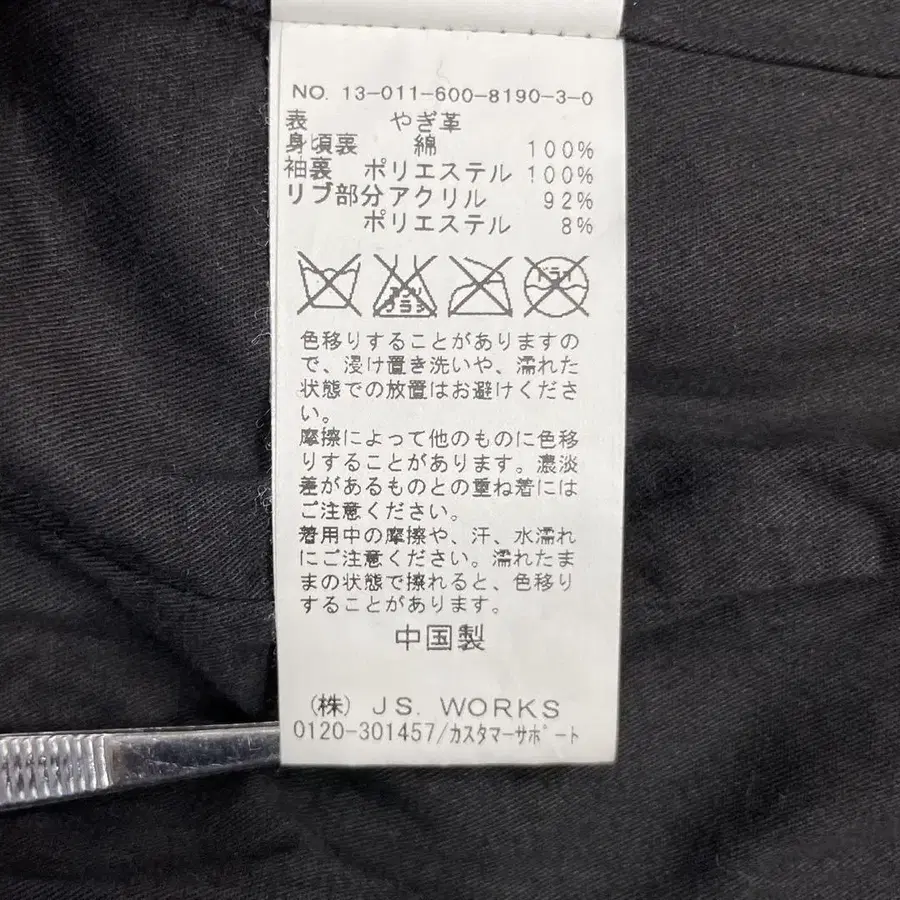 NO. 13-011-600-8190-3-0
表 やぎ革
身頃裏 綿 100%
袖裏 ポリエステル 100%
リブ部分アクリル 92%
ポリエステル 8%
エンソ ドライ
ブラシ
色移りすることがありますの
で、浸け置き洗いや、濡れた
状態での放置はお避けくださ
い。
摩擦によって他のものに色移
りすることがあります。濃淡
差があるものとの重ね着には
ご注意ください。
着用中の摩擦や、汗、水濡れ
にご注意ください。濡れたま
まの状態で擦れると、色移り
することがあります。
中国製
(株) JS. WORKS
0120-301457/カスタマーサポート